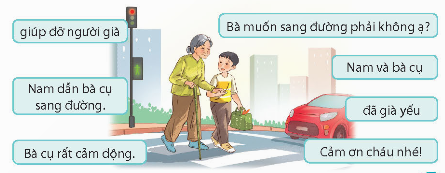 giúp đỡ người già
Bà muốn sang đường phải không ạ?
Nam và bà cụ
Nam dẫn bà cụ
sang đường.
đã già yếu
Bà cụ rất cảm động.
Cảm ơn cháu nhé!